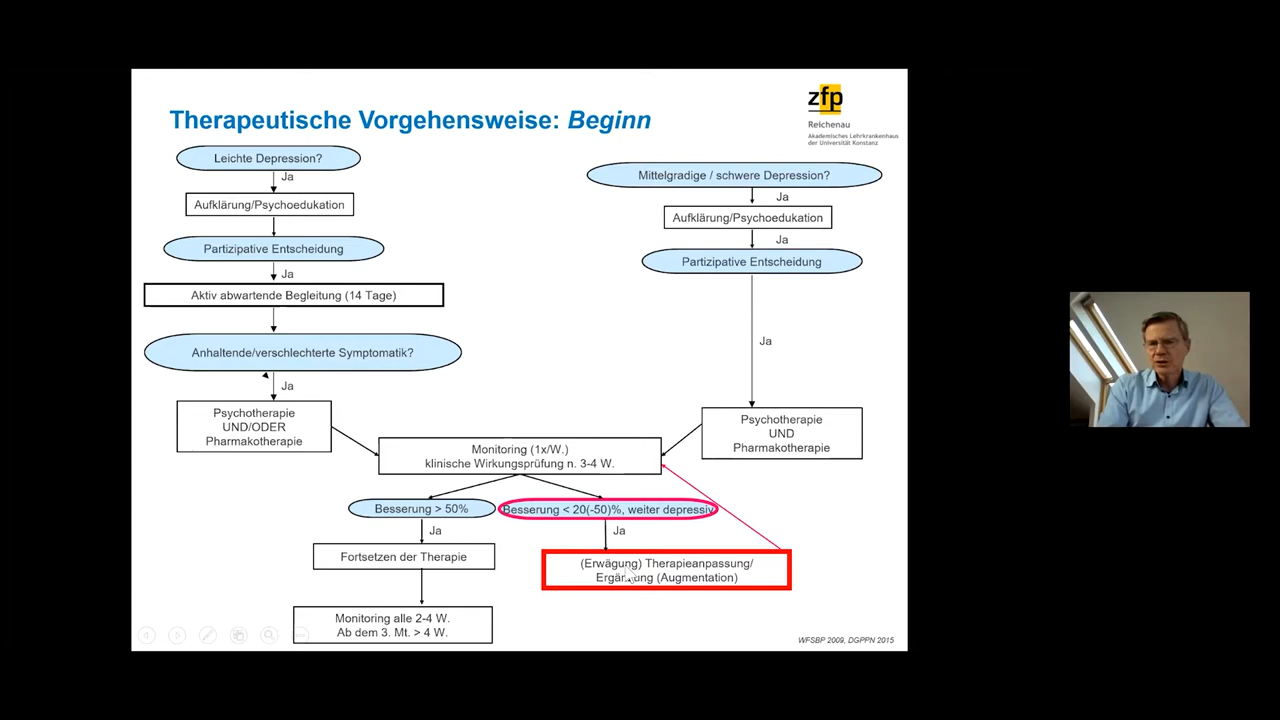 Therapeutische Vorgehensweise: Beginn
zfp
Reichenau
Akademisches Lehrkrankenhaus
der Universität Konstanz
Leichte Depression?
Ja
Aufklärung/Psychoedukation
Partizipative Entscheidung
Ja
Aktiv abwartende Begleitung (14 Tage)
Anhaltende/verschlechterte Symptomatik?
Ja
Psychotherapie
UND/ODER
Pharmakotherapie
Mittelgradige / schwere Depression?
Ja
Aufklärung/Psychoedukation
Ja
Partizipative Entscheidung
Ja
Psychotherapie
UND
Pharmakotherapie
Monitoring (1x/W.)
klinische Wirkungsprüfung n. 3-4 W.
Besserung > 50%
Ja
Fortsetzen der Therapie
Monitoring alle 2-4 W.
Ab dem 3. Mt. > 4 W.
Besserung < 20(-50)%, weiter depressiv
Ja
(Erwägung) Therapieanpassung/
Ergänzung (Augmentation)
WFSBP 2009, DGPPN 2015